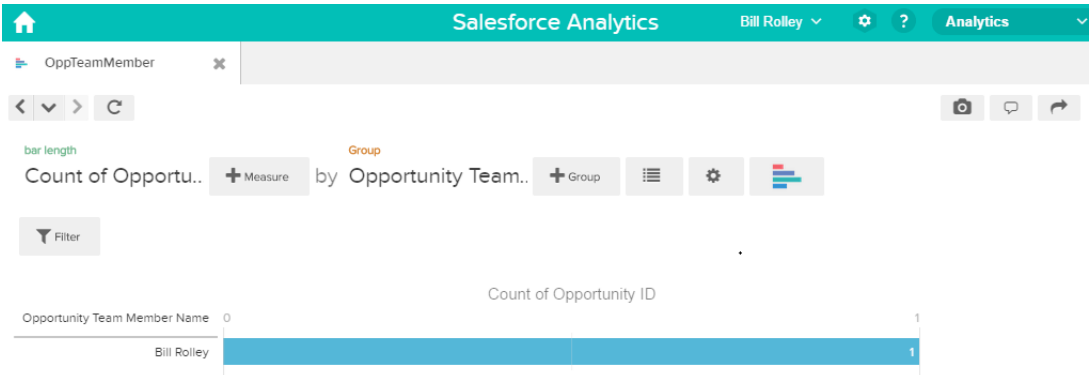 Salesforce Analytics Bill Rolley ? Analytics
OppTeamMember
bar length Group
Count of Opportu.. + Measure by Opportunity Team.. + Group
Filter
Count of Opportunity ID
Opportunity Team Member Name 0 1
Bill Rolley 1